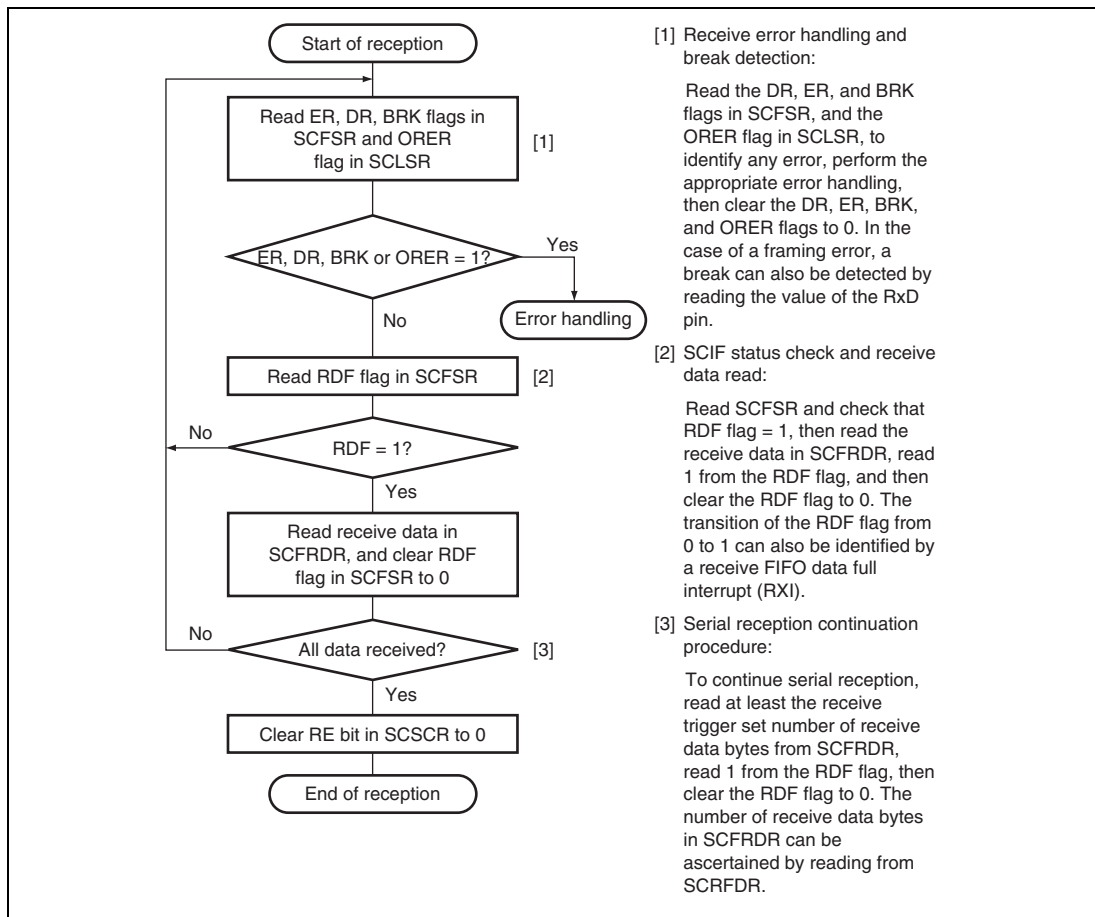 Start of reception
Read ER, DR, BRK flags in
SCFSR and ORER
flag in SCLSR
[1]
ER, DR, BRK or ORER = 1?
Yes
Error handling
No
Read RDF flag in SCFSR
[2]
No
RDF = 1?
Yes
Read receive data in
SCFRDR, and clear RDF
flag in SCFSR to 0
No
All data received?
[3]
Yes
Clear RE bit in SCSCR to 0
End of reception
[1] Receive error handling and
break detection:
Read the DR, ER, and BRK
flags in SCFSR, and the
ORER flag in SCLSR, to
identify any error, perform the
appropriate error handling,
then clear the DR, ER, BRK,
and ORER flags to 0. In the
case of a framing error, a
break can also be detected by
reading the value of the RxD
pin.
[2] SCIF status check and receive
data read:
Read SCFSR and check that
RDF flag = 1, then read the
receive data in SCFRDR, read
1 from the RDF flag, and then
clear the RDF flag to 0. The
transition of the RDF flag from
0 to 1 can also be identified by
a receive FIFO data full
interrupt (RXI).
[3] Serial reception continuation
procedure:
To continue serial reception,
read at least the receive
trigger set number of receive
data bytes from SCFRDR,
read 1 from the RDF flag, then
clear the RDF flag to 0. The
number of receive data bytes
in SCFRDR can be
ascertained by reading from
SCRFDR.